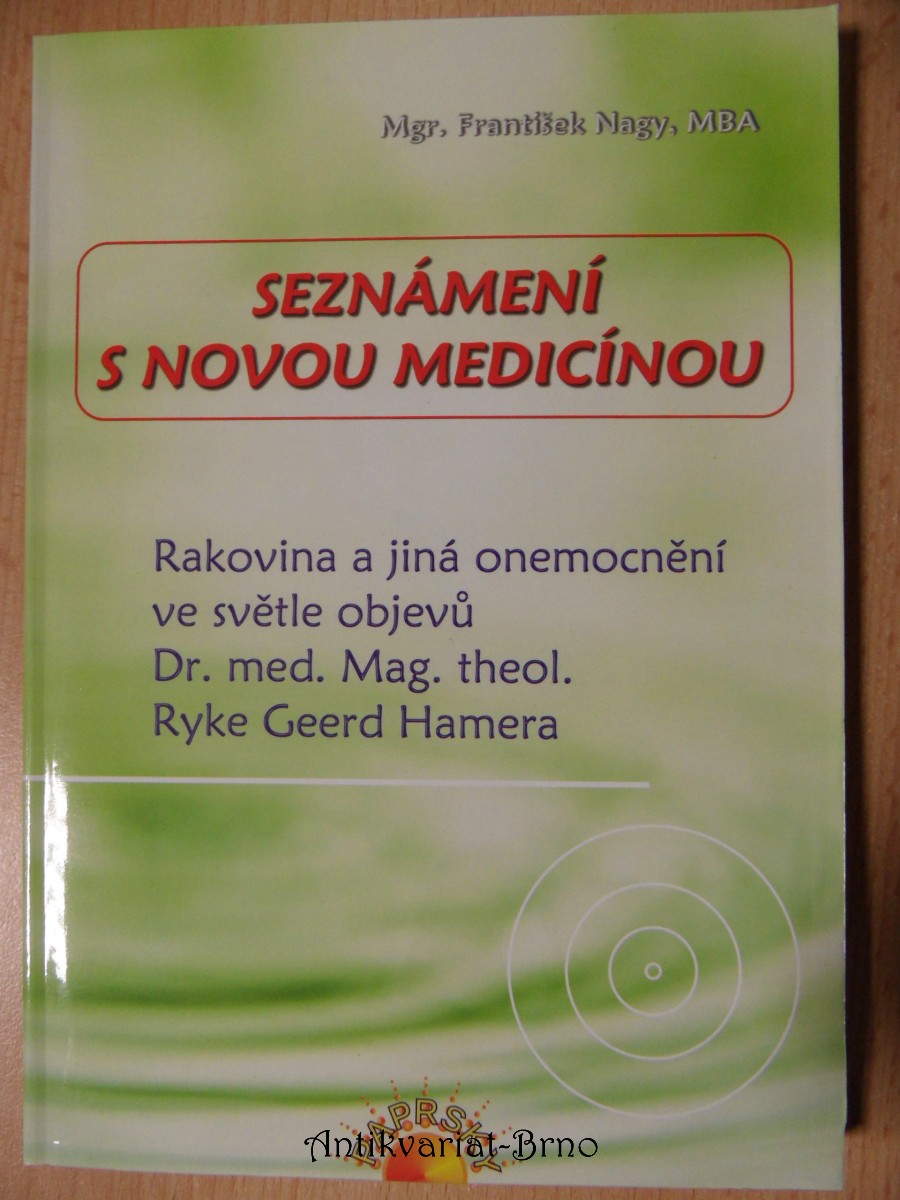 Mgr. František Nagy, MBA
SEZNÁMENÍ
S NOVOU MEDICÍNOU
Rakovina a jiná onemocnění
ve světle objevů
Dr. med. Mag. theol.
Ryke Geerd Hamera
PAPRSKY
Antikvariat-Brno